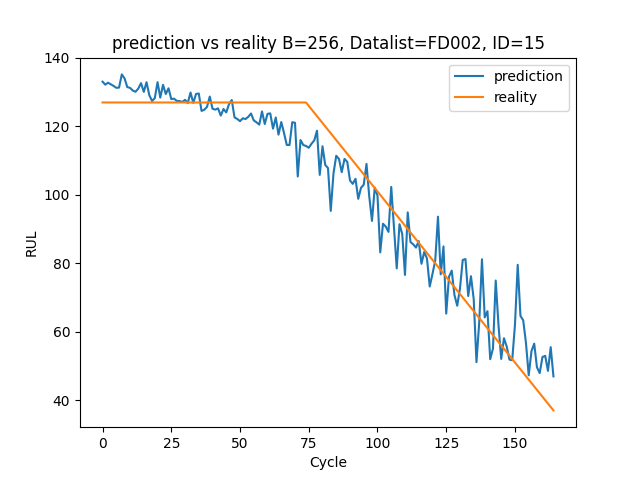 prediction vs reality B=256, Datalist=FD002, ID=15
prediction
reality
140
120
100
80
60
40
RUL
0 25 50 75 100 125 150
Cycle